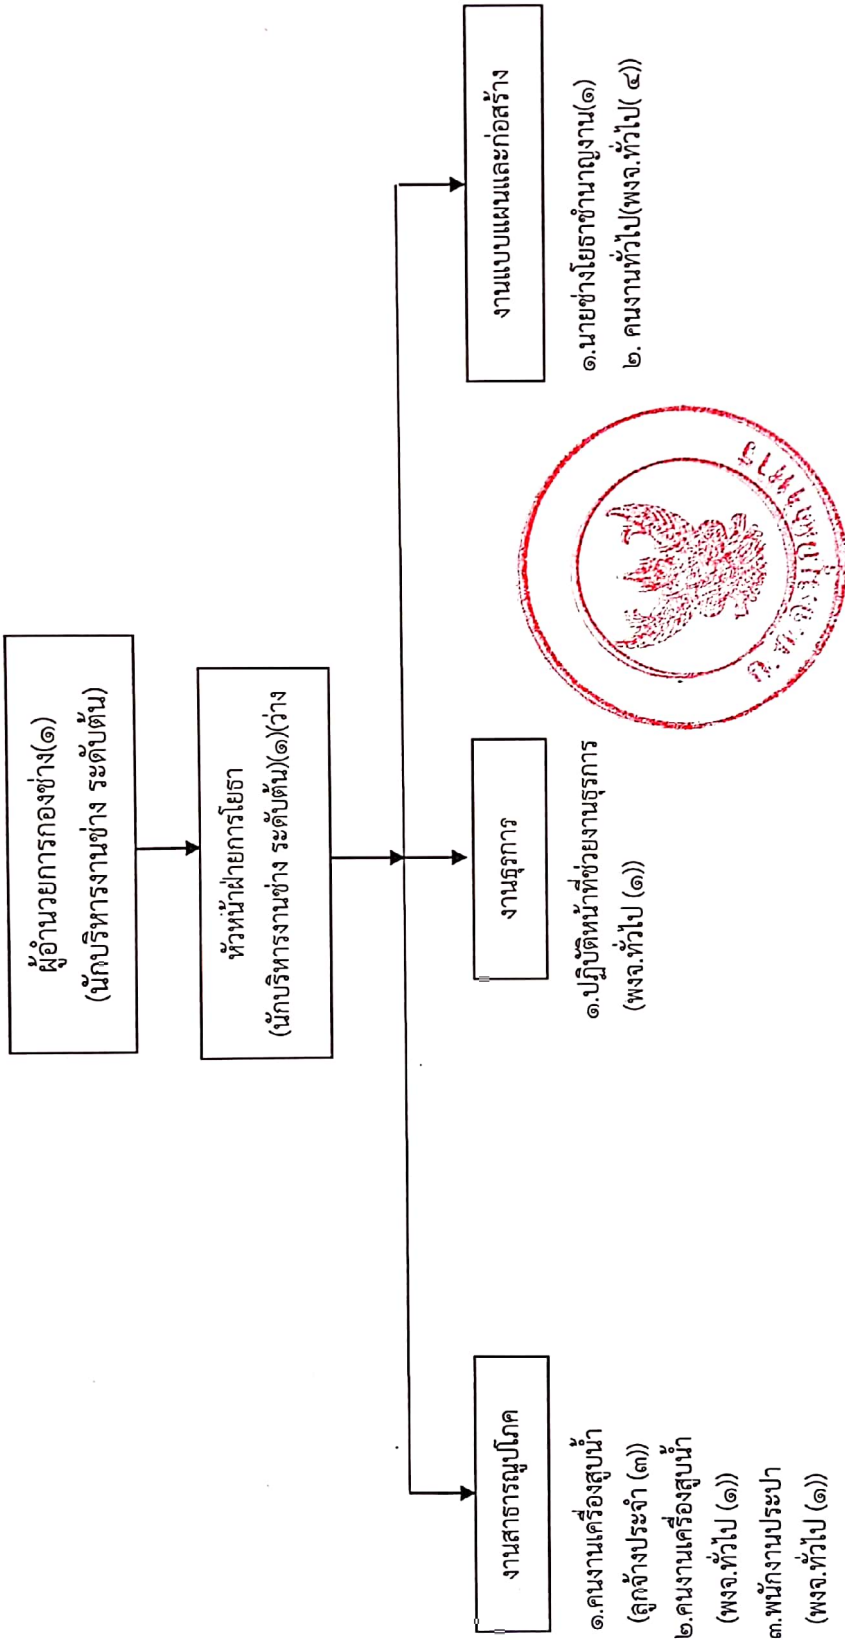 ผู้อำนวยการกองช่าง(๑)
(นักบริหารงานช่าง ระดับต้น)
หัวหน้าฝ่ายการโยธา
(นักบริหารงานช่าง ระดับต้น)(๑)(ว่าง
งานสาธารณูปโภค
๑.คนงานเครื่องสูบน้ำ
(ลูกจ้างประจำ (๓))
๒.คนงานเครื่องสูบน้ำ
(พงจ.ทั่วไป (๑))
๓.พนักงานประปา
(พงจ.ทั่วไป (๑))
งานธุรการ
๑.ปฏิบัติหน้าที่ช่วยงานธุรการ
(พงจ.ทั่วไป (๑))
งานแบบแผนและก่อสร้าง
๑.นายช่างโยธาชำนาญงาน(๑)
๒. คนงานทั่วไป(พงจ.ทั่วไป( ๔))